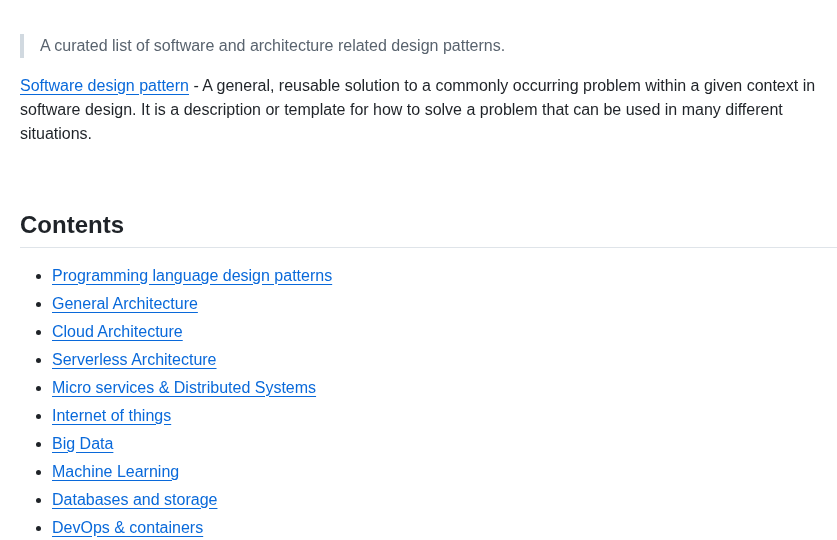 A curated list of software and architecture related design patterns.
Software design pattern - A general, reusable solution to a commonly occurring problem within a given context in
software design. It is a description or template for how to solve a problem that can be used in many different
situations.
Contents
Programming language design patterns
General Architecture
Cloud Architecture
Serverless Architecture
Micro services & Distributed Systems
Internet of things
Big Data
Machine Learning
Databases and storage
DevOps & containers